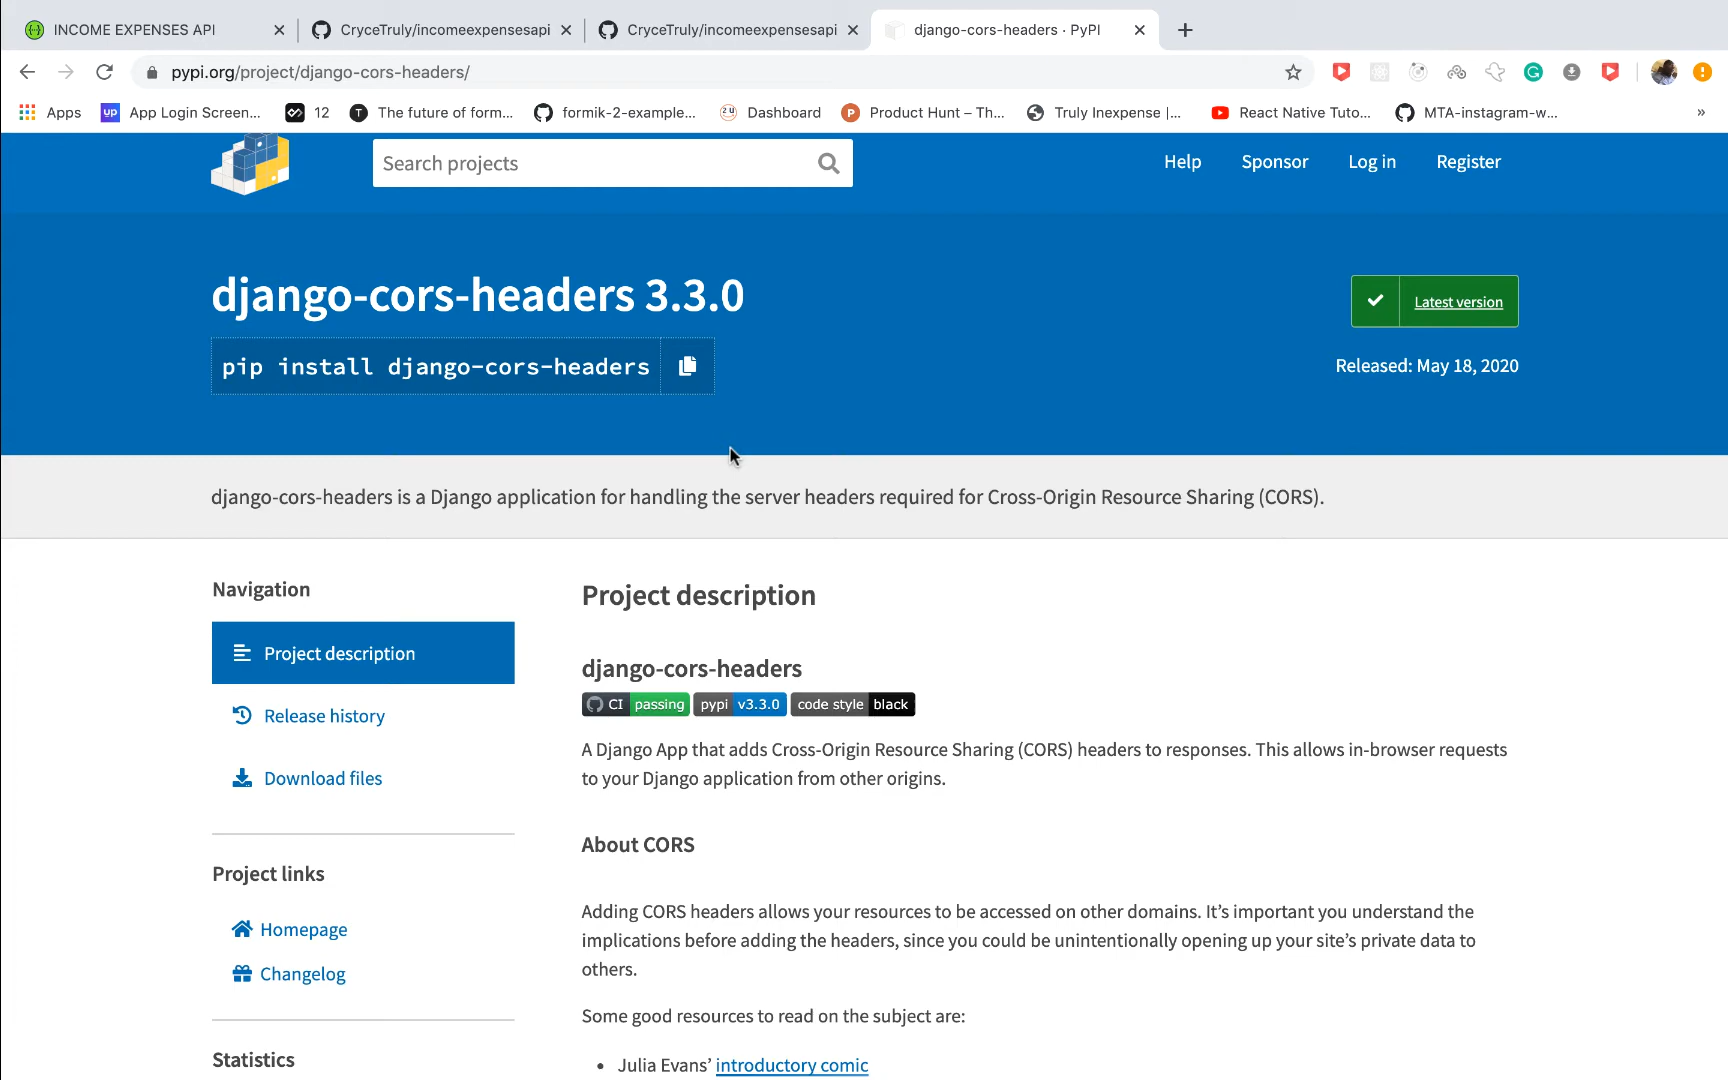 INCOME EXPENSES API
CryceTruly/incomeexpensesapi
CryceTruly/incomeexpensesapi
django-cors-headers · PyPI
pypi.org/project/django-cors-headers/
Apps
up
App Login Screen...
12
T
The future of form...
formik-2-example...
2.U
Dashboard
P
Product Hunt – Th...
Truly Inexpense |...
React Native Tuto...
MTA-instagram-w...
»
Search projects
Help
Sponsor
Log in
Register
django-cors-headers 3.3.0
Latest version
pip install django-cors-headers
Released: May 18, 2020
django-cors-headers is a Django application for handling the server headers required for Cross-Origin Resource Sharing (CORS).
Navigation
Project description
Release history
Download files
Project links
Homepage
Changelog
Statistics
Project description
django-cors-headers
CI passing pypi v3.3.0 code style black
A Django App that adds Cross-Origin Resource Sharing (CORS) headers to responses. This allows in-browser requests
to your Django application from other origins.
About CORS
Adding CORS headers allows your resources to be accessed on other domains. It’s important you understand the
implications before adding the headers, since you could be unintentionally opening up your site’s private data to
others.
Some good resources to read on the subject are:
• Julia Evans’ introductory comic